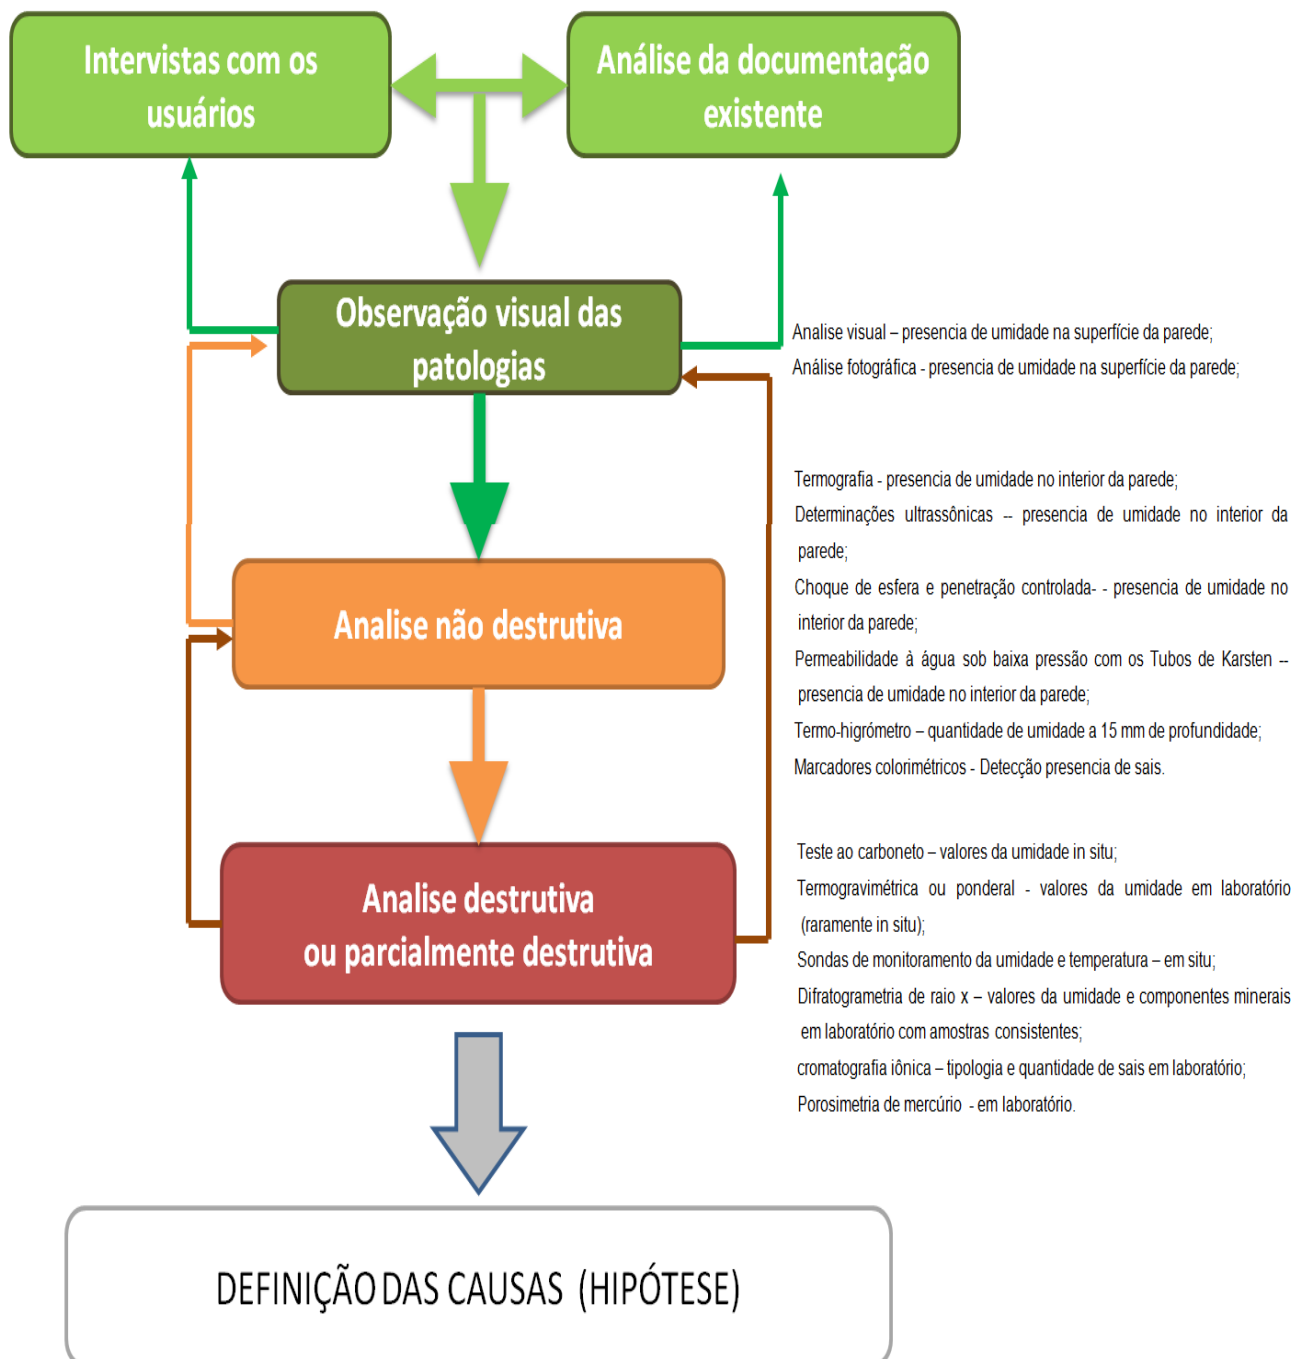 Intervistas com os
usuários
Análise da documentação
existente
Observação visual das
patologias
Analise visual – presencia de umidade na superfície da parede;
Análise fotográfica - presencia de umidade na superfície da parede;
Termografia - presencia de umidade no interior da parede;
Determinações ultrassônicas -- presencia de umidade no interior da
parede;
Choque de esfera e penetração controlada- - presencia de umidade no
interior da parede;
Permeabilidade à água sob baixa pressão com os Tubos de Karsten --
presencia de umidade no interior da parede;
Termo-higrómetro – quantidade de umidade a 15 mm de profundidade;
Marcadores colorimétricos - Detecção presencia de sais.
Analise não destrutiva
Analise destrutiva
ou parcialmente destrutiva
Teste ao carboneto – valores da umidade in situ;
Termogravimétrica ou ponderal - valores da umidade em laboratório
(raramente in situ);
Sondas de monitoramento da umidade e temperatura – em situ;
Difratogrametria de raio x – valores da umidade e componentes minerais
em laboratório com amostras consistentes;
cromatografia iônica – tipologia e quantidade de sais em laboratório;
Porosimetria de mercúrio - em laboratório.
DEFINIÇÃO DAS CAUSAS (HIPÓTESE)